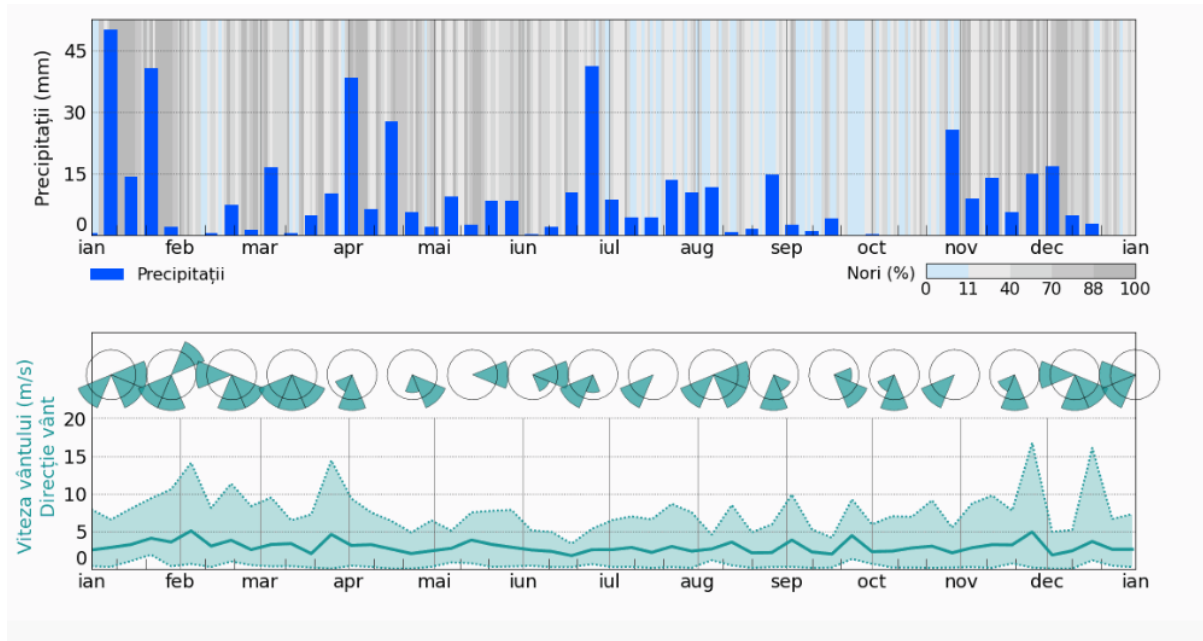 Precipitații (mm)
45
30
15
0
ian feb mar apr mai iun iul aug sep oct nov dec ian
Precipitații
Nori (%)
0 11 40 70 88 100
Viteza vântului (m/s)
Direcție vânt
20
15
10
5
0
ian feb mar apr mai iun iul aug sep oct nov dec ian